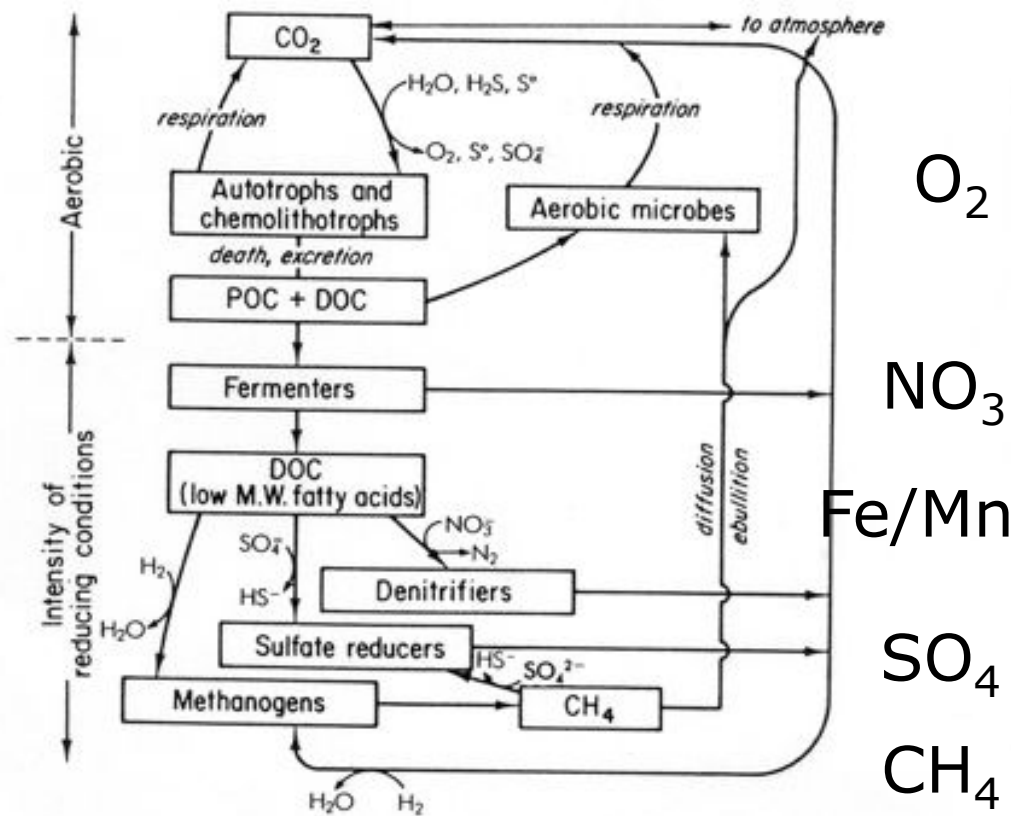 CO₂
to atmosphere
H₂O, H₂S, S°
respiration
respiration
O₂, S°, SO₄⁼
O₂
Aerobic
Autotrophs and
chemolithotrophs
Aerobic microbes
death, excretion
POC + DOC
Fermenters
NO₃
DOC
(low M.W. fatty acids)
diffusion
ebullition
Fe/Mn
Intensity of
reducing conditions
SO₄⁼
NO₃⁻
N₂
H₂
HS⁻
Denitrifiers
H₂O
Sulfate reducers
HS⁻
SO₄²⁻
SO₄
Methanogens
CH₄
CH₄
H₂O
H₂